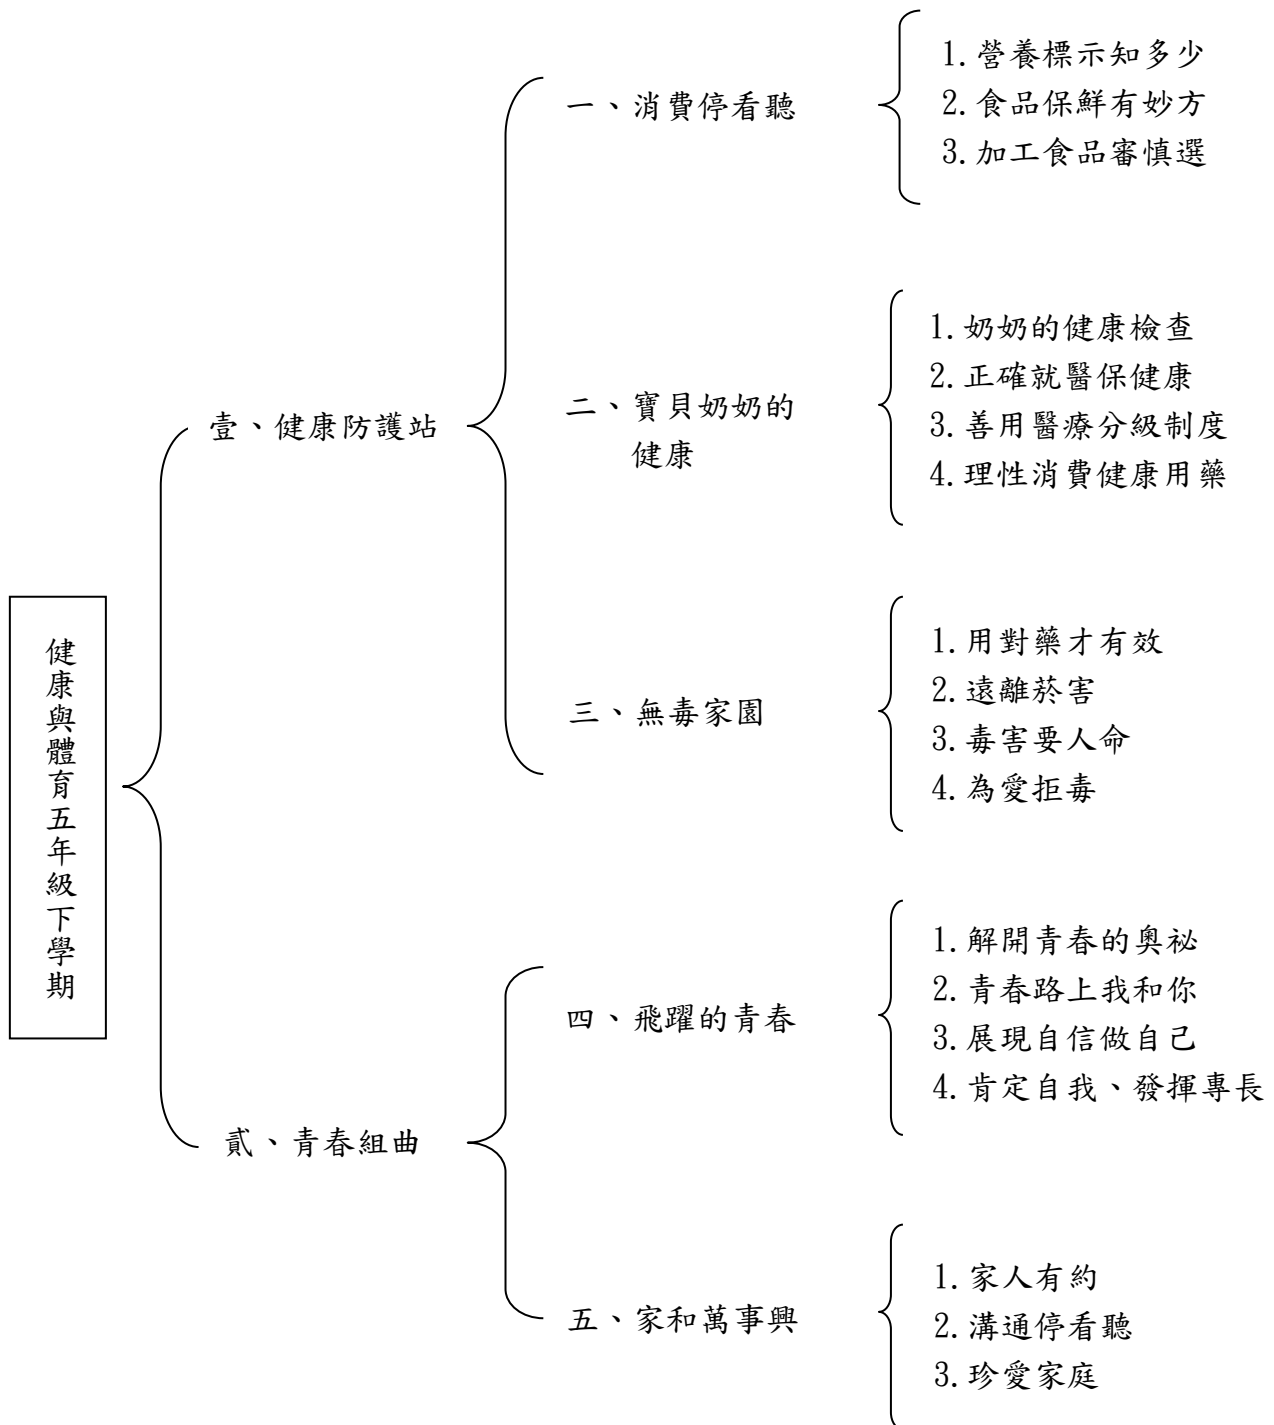 健康與體育五年級下學期
壹、健康防護站
一、消費停看聽
1.營養標示知多少
2.食品保鮮有妙方
3.加工食品審慎選
二、寶貝奶奶的
健康
1.奶奶的健康檢查
2.正確就醫保健康
3.善用醫療分級制度
4.理性消費健康用藥
三、無毒家園
1.用對藥才有效
2.遠離菸害
3.毒害要人命
4.為愛拒毒
貳、青春組曲
四、飛躍的青春
1.解開青春的奧祕
2.青春路上我和你
3.展現自信做自己
4.肯定自我、發揮專長
五、家和萬事興
1.家人有約
2.溝通停看聽
3.珍愛家庭